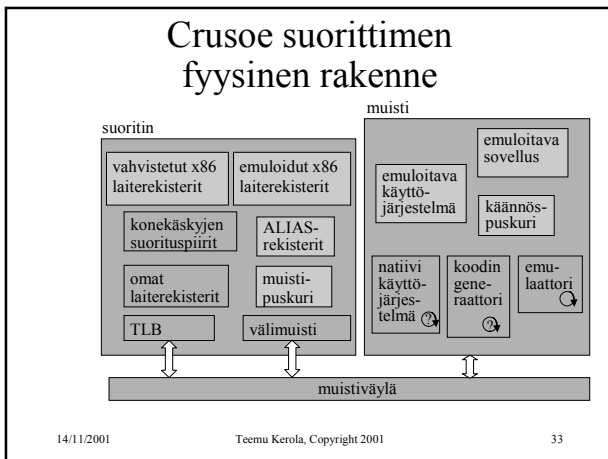 Crusoe suorittimen
fyysinen rakenne
suoritin
vahvistetut x86
laiterekisterit
emuloidut x86
laiterekisterit
konekäskyjen
suorituspiirit
ALIAS-
rekisterit
omat
laiterekisterit
muisti-
puskuri
TLB
välimuisti
muisti
emuloitava
sovellus
emuloitava
käyttö-
järjestelmä
käännös-
puskuri
natiivi
käyttö-
järjes-
telmä ?
koodin
gene-
raattori
?
emu-
laattori
muistiväylä
14/11/2001
Teemu Kerola, Copyright 2001
33